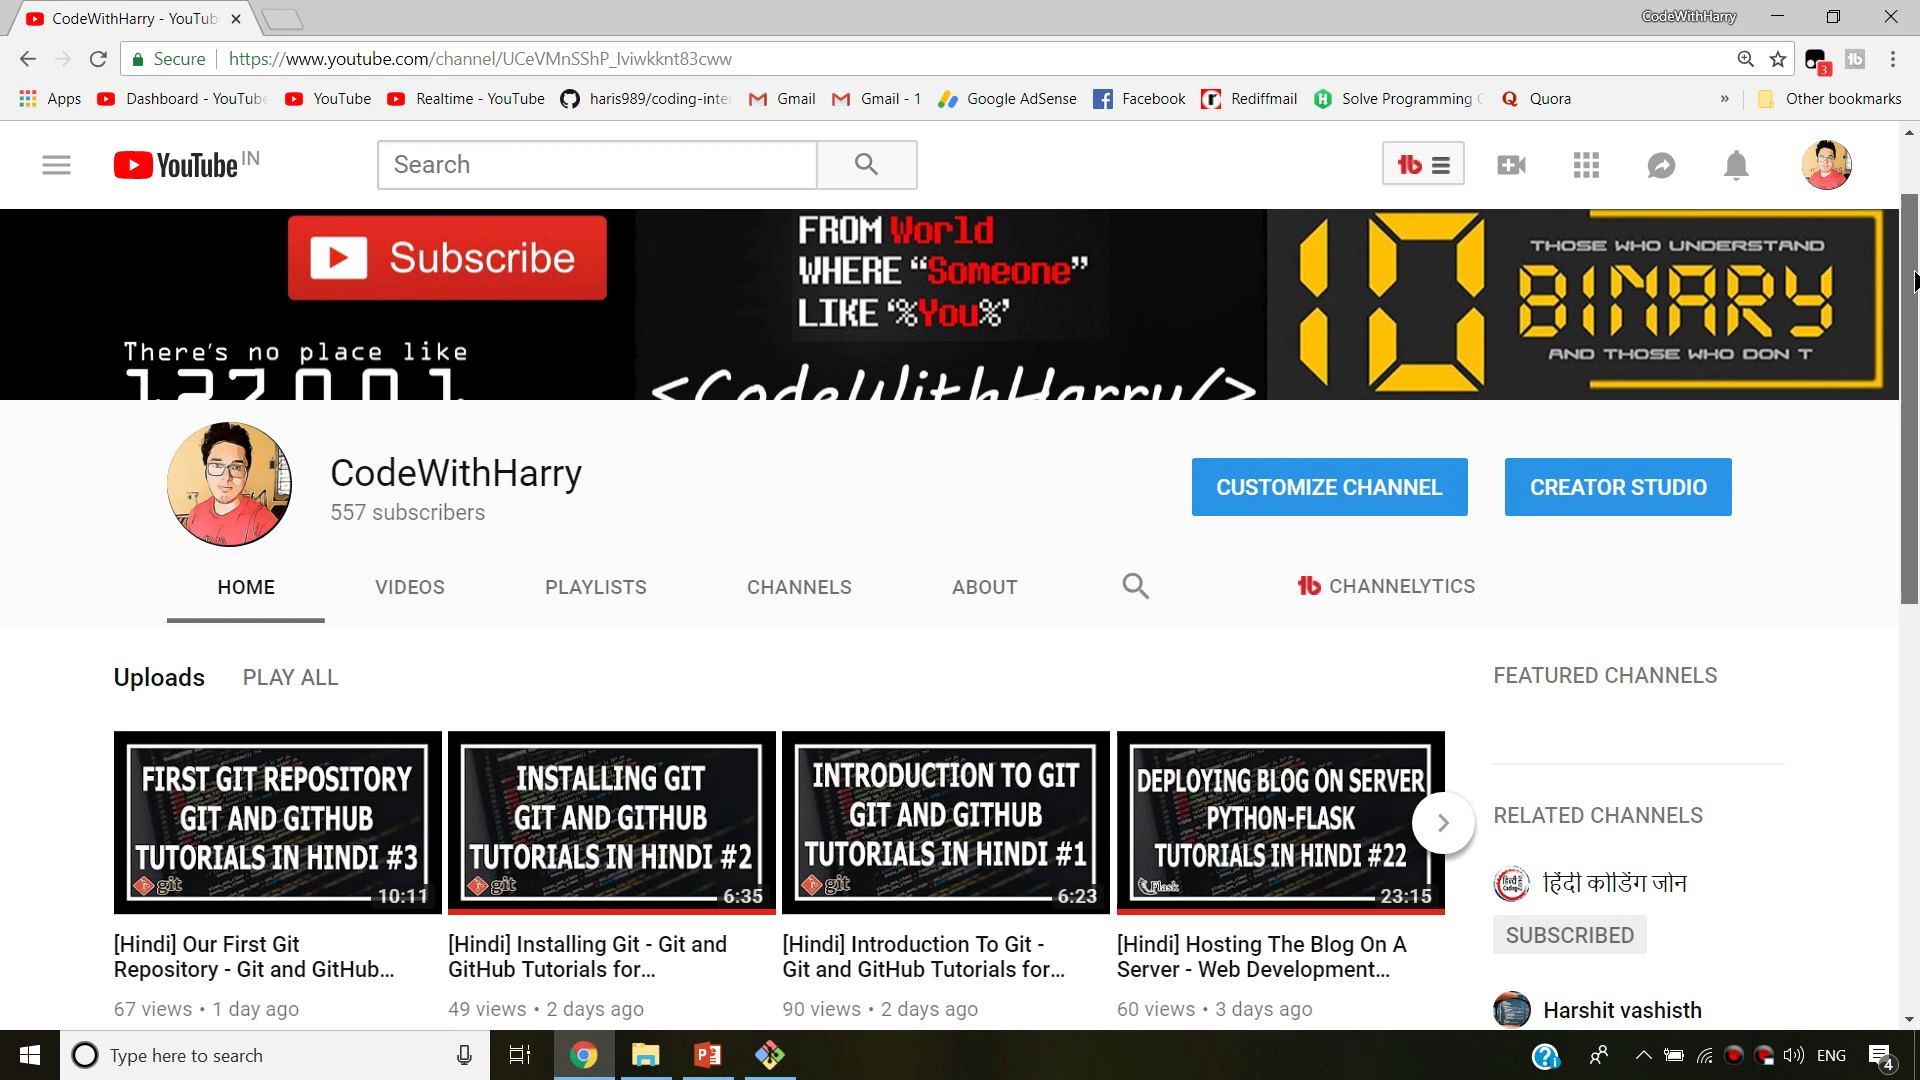 CodeWithHarry - YouTub
CodeWithHarry
Secure
https://www.youtube.com/channel/UCeVMnSShP_Iviwkknt83cww
3
Apps
Dashboard - YouTube
YouTube
Realtime - YouTube
haris989/coding-inte
Gmail
Gmail - 1
Google AdSense
Facebook
Rediffmail
Solve Programming
Quora
»
Other bookmarks
YouTube IN
Search
Subscribe
There's no place like
127.0.0.1
FROM World
WHERE “Someone”
LIKE ‘%You%’
<CodeWithHarry/>
10
THOSE WHO UNDERSTAND
BINARY
AND THOSE WHO DON T
CodeWithHarry
557 subscribers
CUSTOMIZE CHANNEL
CREATOR STUDIO
HOME
VIDEOS
PLAYLISTS
CHANNELS
ABOUT
CHANNELYTICS
Uploads
PLAY ALL
FIRST GIT REPOSITORY
GIT AND GITHUB
TUTORIALS IN HINDI #3
git
10:11
INSTALLING GIT
GIT AND GITHUB
TUTORIALS IN HINDI #2
git
6:35
INTRODUCTION TO GIT
GIT AND GITHUB
TUTORIALS IN HINDI #1
git
6:23
DEPLOYING BLOG ON SERVER
PYTHON-FLASK
TUTORIALS IN HINDI #22
Flask
23:15
[Hindi] Our First Git
Repository - Git and GitHub...
67 views • 1 day ago
[Hindi] Installing Git - Git and
GitHub Tutorials for...
49 views • 2 days ago
[Hindi] Introduction To Git -
Git and GitHub Tutorials for...
90 views • 2 days ago
[Hindi] Hosting The Blog On A
Server - Web Development...
60 views • 3 days ago
FEATURED CHANNELS
RELATED CHANNELS
हिंदी कोडिंग जोन
SUBSCRIBED
Harshit vashisth
Type here to search
ENG
4